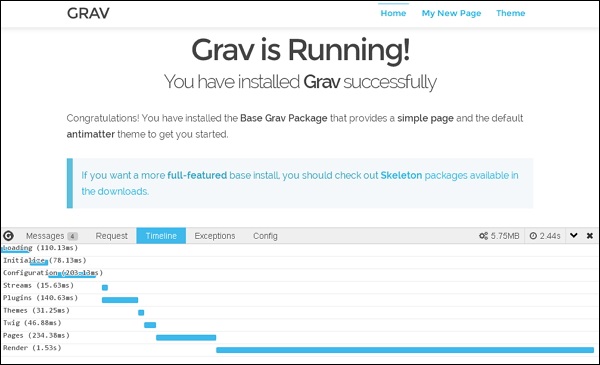 GRAV
Home My New Page Theme
Grav is Running!
You have installed Grav successfully
Congratulations! You have installed the Base Grav Package that provides a simple page and the default
antimatter theme to get you started.
If you want a more full-featured base install, you should check out Skeleton packages available in
the downloads.
Messages 4 Request Timeline Exceptions Config 5.75MB 2.44s
Loading (110.13ms)
Initialize (78.13ms)
Configuration (203.13ms)
Streams (15.63ms)
Plugins (140.63ms)
Themes (31.25ms)
Twig (46.88ms)
Pages (234.38ms)
Render (1.53s)